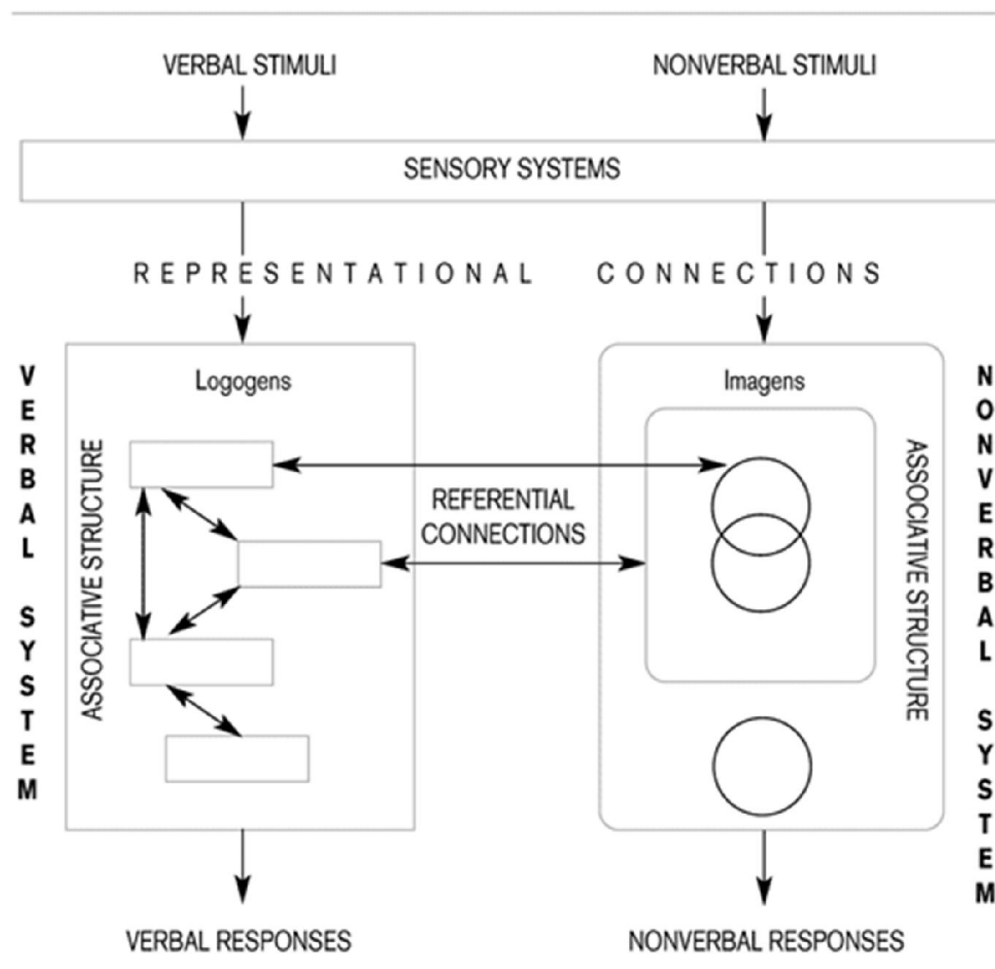 VERBAL STIMULI
NONVERBAL STIMULI
SENSORY SYSTEMS
REPRESENTATIONAL CONNECTIONS
VERBAL SYSTEM
ASSOCIATIVE STRUCTURE
Logogens
REFERENTIAL
CONNECTIONS
Imagens
ASSOCIATIVE STRUCTURE
NONVERBAL SYSTEM
VERBAL RESPONSES
NONVERBAL RESPONSES